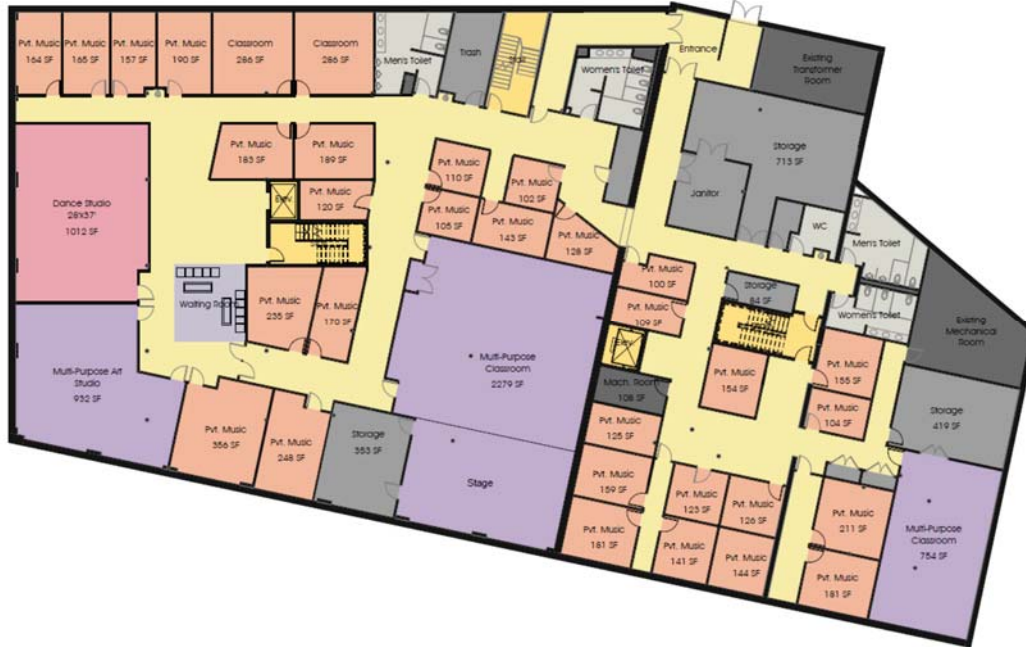 Pvt. Music
164 SF
Pvt. Music
165 SF
Pvt. Music
157 SF
Pvt. Music
190 SF
Classroom
286 SF
Classroom
286 SF
Men's Toilet
Trash
Stair
Women's Toilet
Entrance
Existing
Transformer
Room
Pvt. Music
183 SF
Pvt. Music
189 SF
Pvt. Music
110 SF
Pvt. Music
102 SF
Storage
713 SF
Janitor
Dance Studio
28'x37'
1012 SF
Elev.
Pvt. Music
120 SF
Pvt. Music
105 SF
Pvt. Music
143 SF
Pvt. Music
128 SF
WC
Men's Toilet
Waiting Room
Pvt. Music
235 SF
Pvt. Music
170 SF
Pvt. Music
100 SF
Pvt. Music
109 SF
Storage
84 SF
Women's Toilet
Existing
Mechanical
Room
Elev.
Multi-Purpose Art
Studio
932 SF
Multi-Purpose
Classroom
2279 SF
Mach. Room
108 SF
Pvt. Music
154 SF
Pvt. Music
155 SF
Pvt. Music
104 SF
Storage
419 SF
Pvt. Music
356 SF
Pvt. Music
248 SF
Storage
353 SF
Stage
Pvt. Music
125 SF
Pvt. Music
159 SF
Pvt. Music
181 SF
Pvt. Music
123 SF
Pvt. Music
126 SF
Pvt. Music
141 SF
Pvt. Music
144 SF
Pvt. Music
211 SF
Pvt. Music
181 SF
Multi-Purpose
Classroom
754 SF